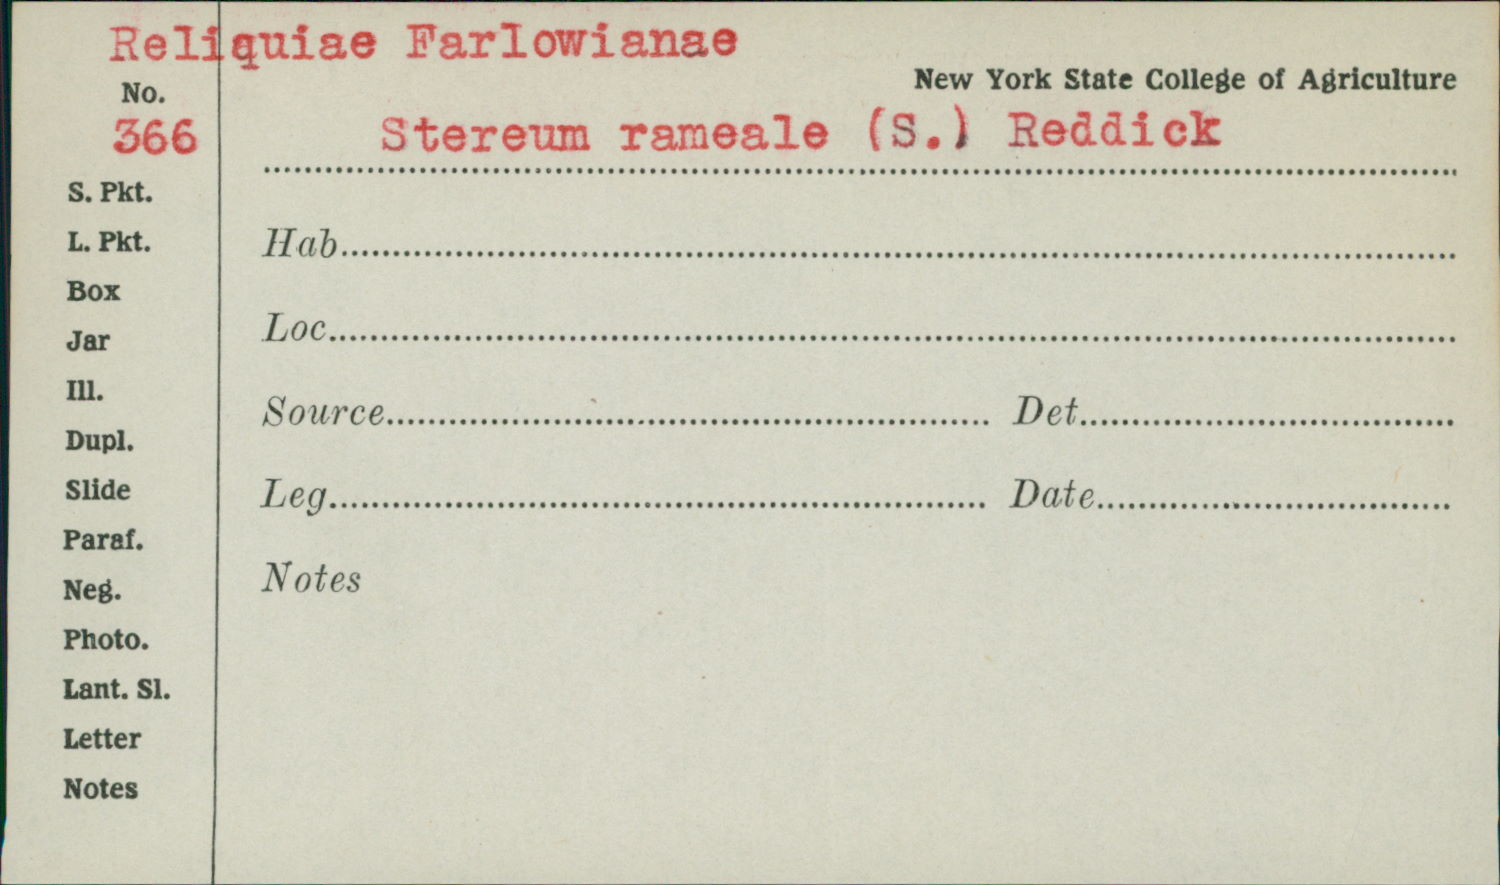 Reliquiae Farlowianae
New York State College of Agriculture
No.
366
Stereum rameale (S.) Reddick
S. Pkt.
L. Pkt.
Box
Jar
Ill.
Dupl.
Slide
Paraf.
Neg.
Photo.
Lant. Sl.
Letter
Notes
Hab
Loc
Source Det
Leg Date
Notes